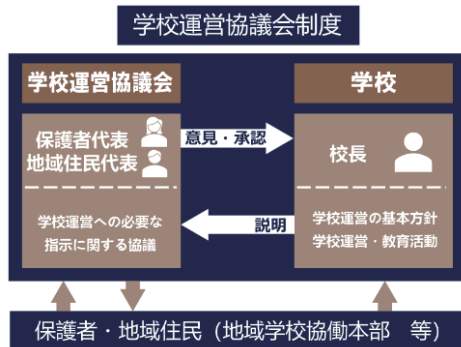 学校運営協議会制度
学校運営協議会
保護者代表
地域住民代表
学校運営への必要な
指示に関する協議
意見・承認
説明
学校
校長
学校運営の基本方針
学校運営・教育活動
保護者・地域住民（地域学校協働本部　等）